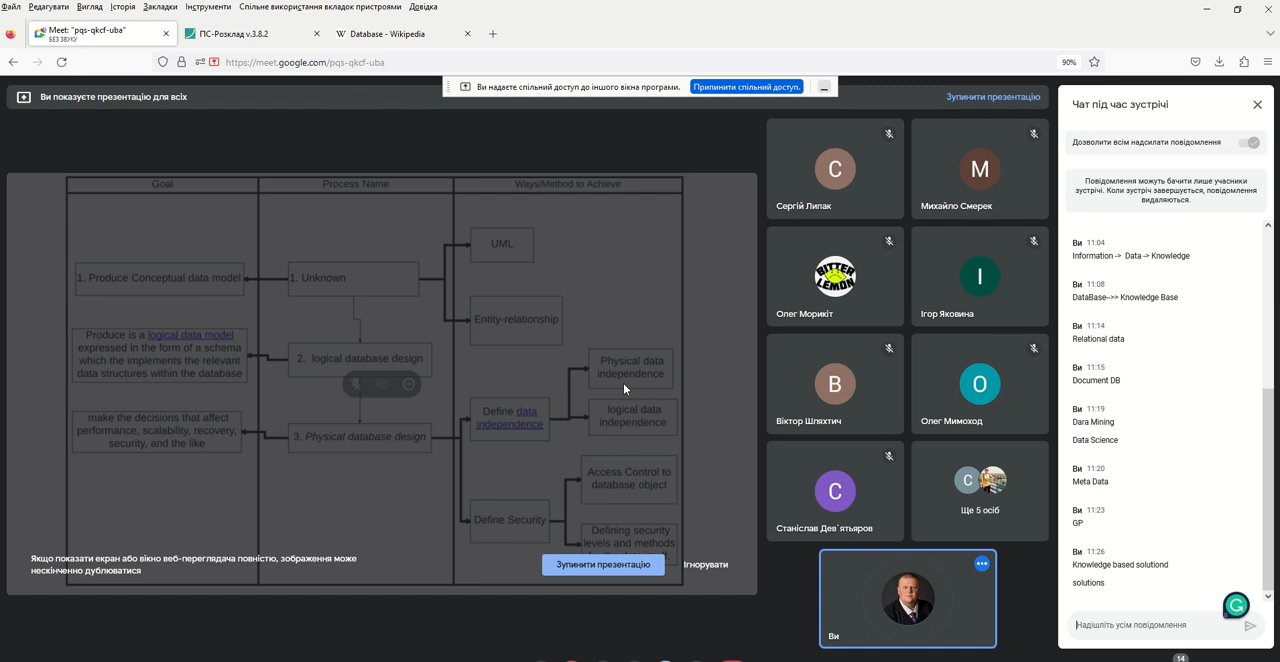 Файл Редагувати Вигляд Історія Закладки Інструменти Спільне використання вкладок пристроями Довідка
Meet: "pqs-qkcf-uba"
БЕЗ ЗВУКУ
ПС-Розклад v.3.8.2
W Database - Wikipedia
https://meet.google.com/pqs-qkcf-uba
90%
Ви надаєте спільний доступ до іншого вікна програми.
Припинити спільний доступ.
Ви показуєте презентацію для всіх
Зупинити презентацію
Goal
Process Name
Ways/Method to Achieve
1. Produce Conceptual data model
1. Unknown
UML
Entity-relationship
Produce is a logical data model
expressed in the form of a schema
which the implements the relevant
data structures within the database
2. logical database design
Physical data
independence
Define data
independence
logical data
independence
make the decisions that affect
performance, scalability, recovery,
security, and the like
3. Physical database design
Access Control to
database object
Define Security
Defining security
levels and methods
Якщо показати екран або вікно веб-переглядача повністю, зображення може
нескінченно дублюватися
Зупинити презентацію
Ігнорувати
С
Сергій Липак
М
Михайло Смерек
BITTER
LEMON
Олег Морикіт
І
Ігор Яковина
В
Віктор Шляхтич
О
Олег Мимоход
С
Станіслав Дев`ятьяров
С
Ще 5 осіб
Ви
Чат під час зустрічі
Дозволити всім надсилати повідомлення
Повідомлення можуть бачити лише учасники
зустрічі. Коли зустріч завершується, повідомлення
видаляються.
Ви 11:04
Information -> Data -> Knowledge
Ви 11:08
DataBase-->> Knowledge Base
Ви 11:14
Relational data
Ви 11:15
Document DB
Ви 11:19
Dara Mining
Data Science
Ви 11:20
Meta Data
Ви 11:23
GP
Ви 11:26
Knowledge based solutiond
solutions
Надішліть усім повідомлення
14